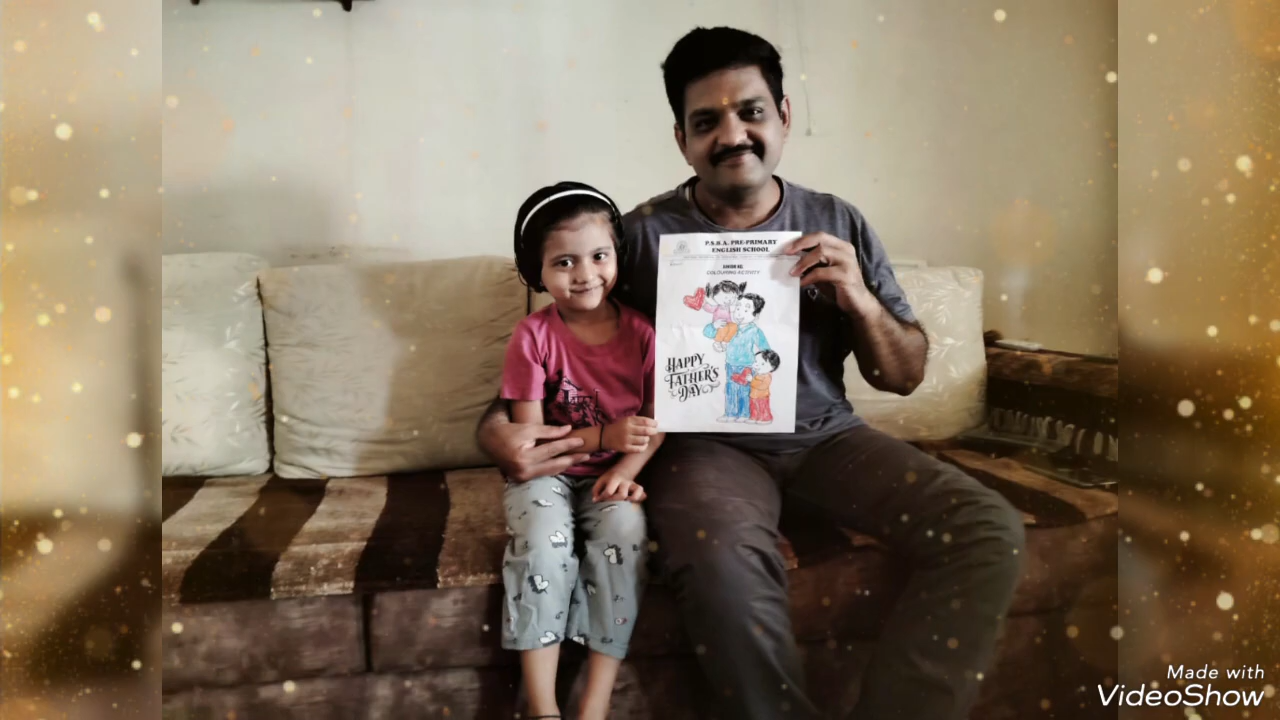 P.S.B.A. PRE-PRIMARY
ENGLISH SCHOOL
COLOURING ACTIVITY
HAPPY
FATHER'S
DAY
Made with
VideoShow